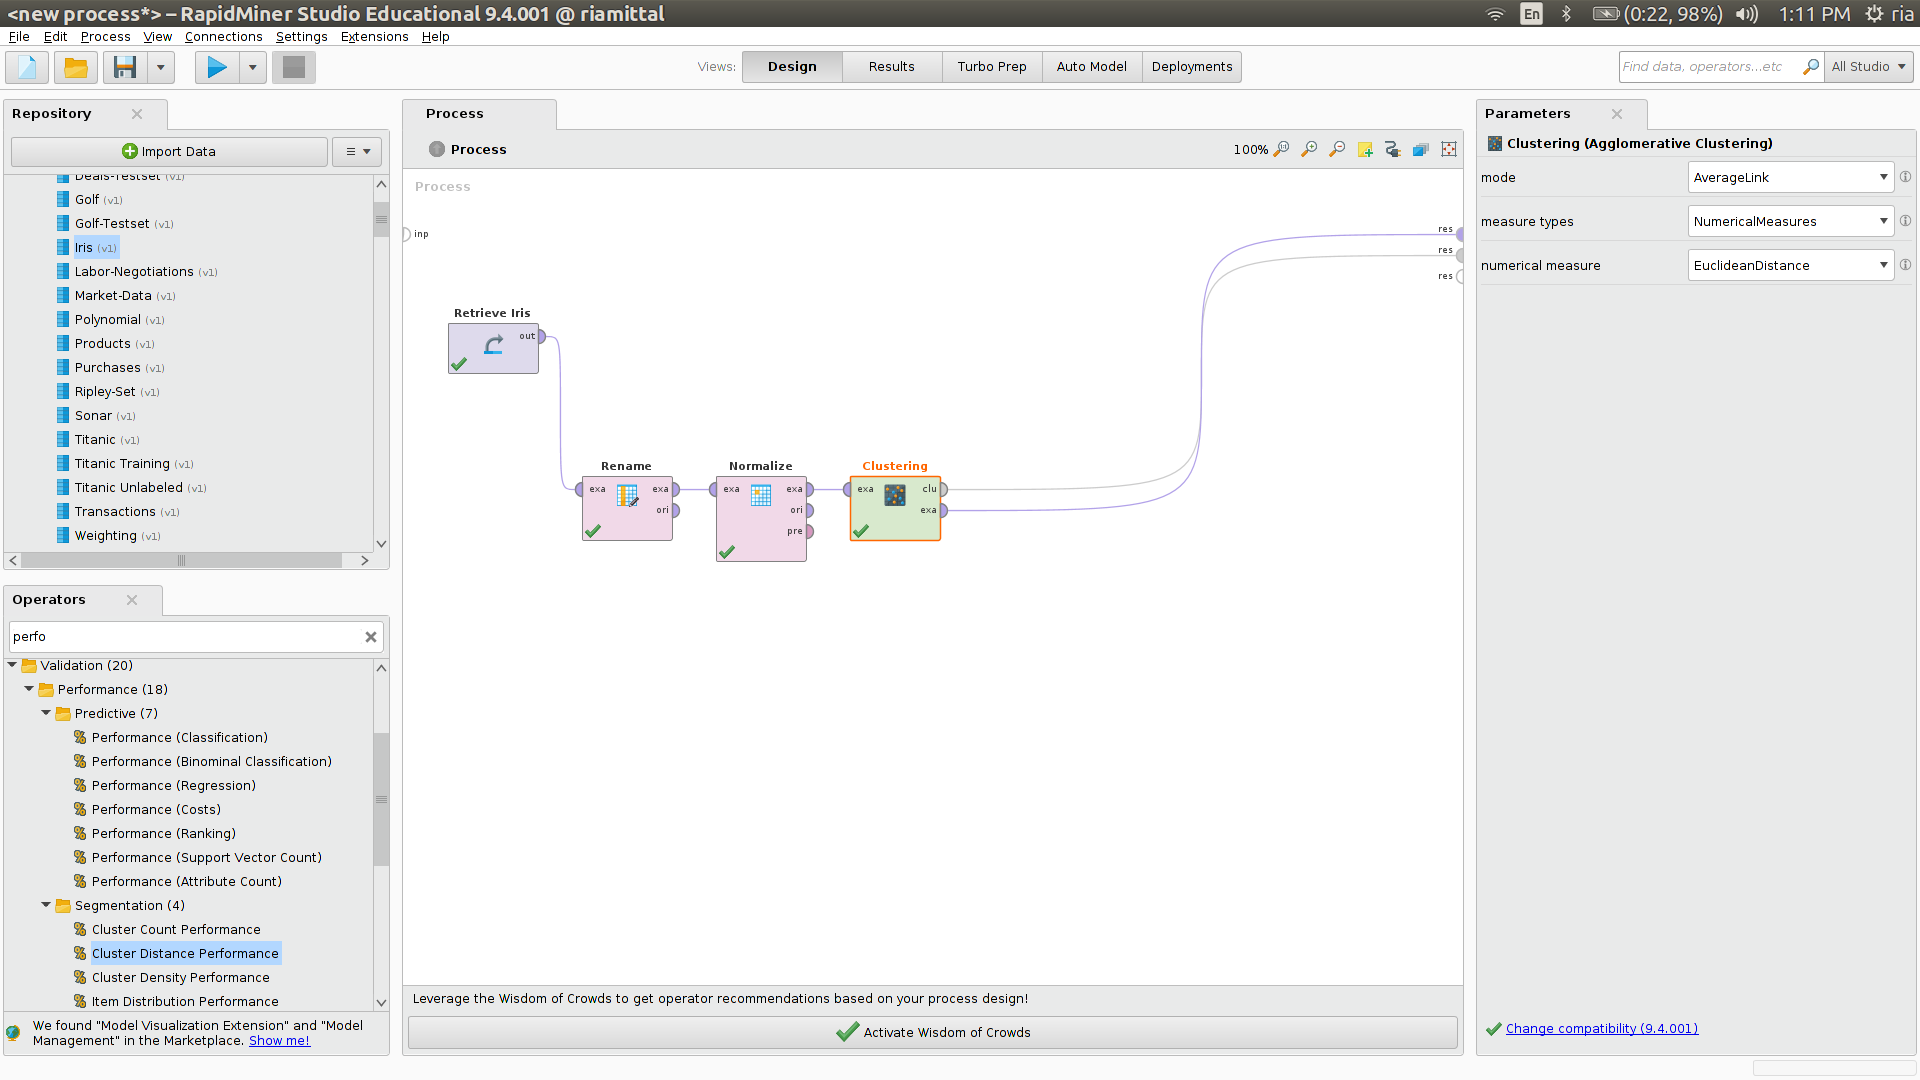 <new process*> – RapidMiner Studio Educational 9.4.001 @ riamittal
En
(0:22, 98%)
1:11 PM
ria
File Edit Process View Connections Settings Extensions Help
Views:
Design
Results
Turbo Prep
Auto Model
Deployments
Find data, operators...etc
All Studio
Repository
Import Data
Deals-Testset (v1)
Golf (v1)
Golf-Testset (v1)
Iris (v1)
Labor-Negotiations (v1)
Market-Data (v1)
Polynomial (v1)
Products (v1)
Purchases (v1)
Ripley-Set (v1)
Sonar (v1)
Titanic (v1)
Titanic Training (v1)
Titanic Unlabeled (v1)
Transactions (v1)
Weighting (v1)
Operators
perfo
Validation (20)
Performance (18)
Predictive (7)
Performance (Classification)
Performance (Binominal Classification)
Performance (Regression)
Performance (Costs)
Performance (Ranking)
Performance (Support Vector Count)
Performance (Attribute Count)
Segmentation (4)
Cluster Count Performance
Cluster Distance Performance
Cluster Density Performance
Item Distribution Performance
We found "Model Visualization Extension" and "Model
Management" in the Marketplace. Show me!
Process
Process
100%
Process
inp
res
res
res
Retrieve Iris
out
Rename
exa exa
ori
Normalize
exa exa
ori
pre
Clustering
exa clu
exa
Leverage the Wisdom of Crowds to get operator recommendations based on your process design!
Activate Wisdom of Crowds
Parameters
Clustering (Agglomerative Clustering)
mode AverageLink
measure types NumericalMeasures
numerical measure EuclideanDistance
Change compatibility (9.4.001)